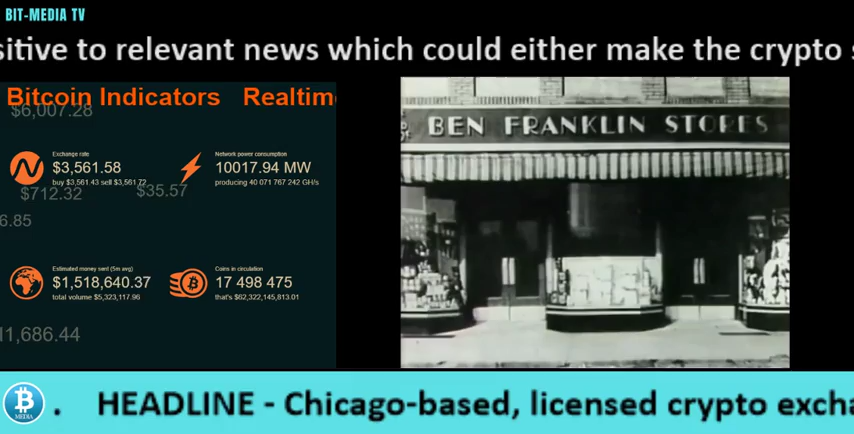 BIT-MEDIA TV
sitive to relevant news which could either make the crypto
Bitcoin Indicators Realtim
$6,007.28
Exchange rate
$3,561.58
buy $3,561.43 sell $3,561.72
Network power consumption
10017.94 MW
producing 40 071 767 242 GH/s
$712.32
$35.57
6.85
Estimated money sent (5m avg)
$1,518,640.37
total volume $5,323,117.96
Coins in circulation
17 498 475
that's $62,322,145,813.01
11,686.44
BEN FRANKLIN STORES
B
MEDIA
. HEADLINE - Chicago-based, licensed crypto excha